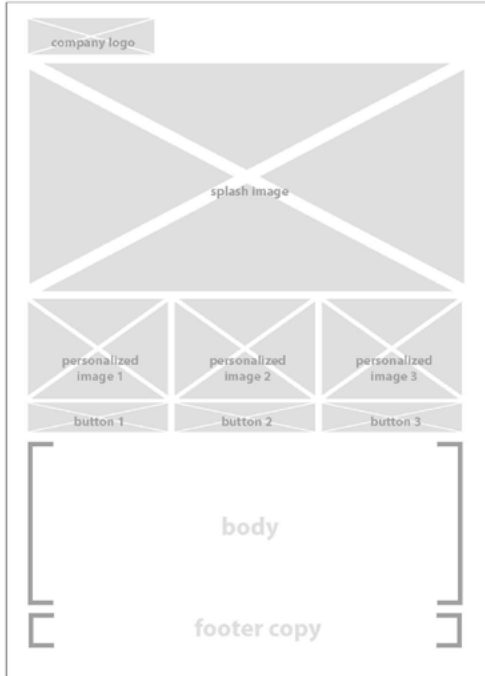 company logo
splash image
personalized
image 1
personalized
image 2
personalized
image 3
button 1
button 2
button 3
body
footer copy